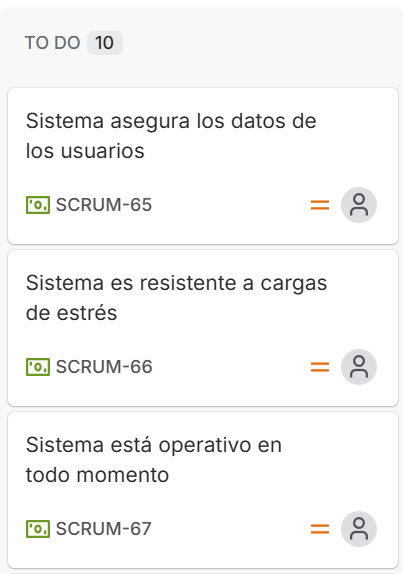 TO DO 10
Sistema asegura los datos de
los usuarios
SCRUM-65
Sistema es resistente a cargas
de estrés
SCRUM-66
Sistema está operativo en
todo momento
SCRUM-67